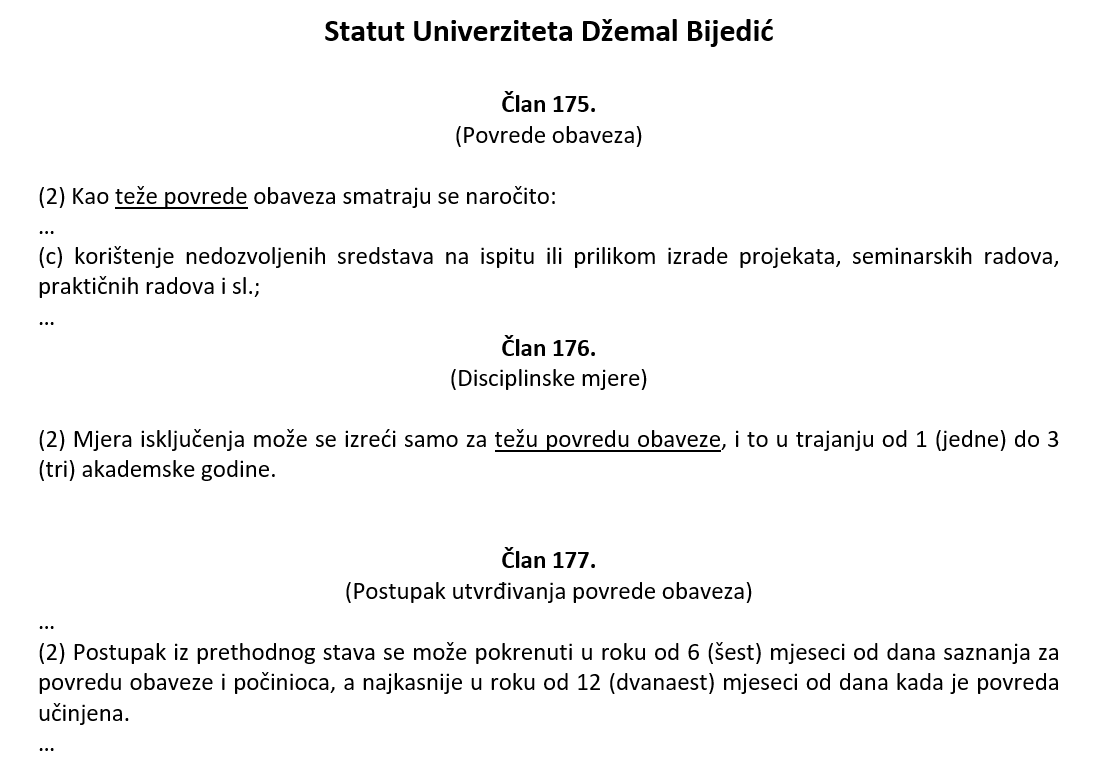 Statut Univerziteta Džemal Bijedić
Član 175.
(Povrede obaveza)
(2) Kao teže povrede obaveza smatraju se naročito:
...
(c) korištenje nedozvoljenih sredstava na ispitu ili prilikom izrade projekata, seminarskih radova,
praktičnih radova i sl.;
...
Član 176.
(Disciplinske mjere)
(2) Mjera isključenja može se izreći samo za težu povredu obaveze, i to u trajanju od 1 (jedne) do 3
(tri) akademske godine.
Član 177.
(Postupak utvrđivanja povrede obaveza)
...
(2) Postupak iz prethodnog stava se može pokrenuti u roku od 6 (šest) mjeseci od dana saznanja za
povredu obaveze i počinioca, a najkasnije u roku od 12 (dvanaest) mjeseci od dana kada je povreda
učinjena.
...